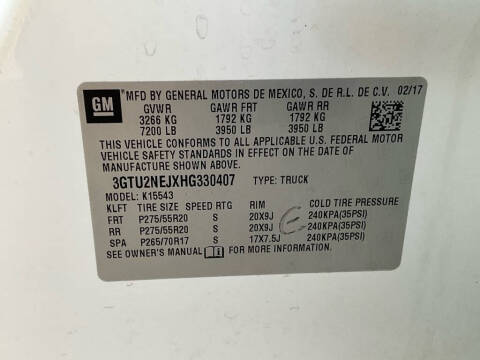 GM
MFD BY GENERAL MOTORS DE MEXICO, S. DE R.L. DE C.V. 02/17
GVWR GAWR FRT GAWR RR
3266 KG 1792 KG 1792 KG
7200 LB 3950 LB 3950 LB
THIS VEHICLE CONFORMS TO ALL APPLICABLE U.S. FEDERAL MOTOR
VEHICLE SAFETY STANDARDS IN EFFECT ON THE DATE OF
MANUFACTURE SHOWN ABOVE.
3GTU2NEJXHG330407 TYPE: TRUCK
MODEL: K15543
KLFT TIRE SIZE SPEED RTG RIM COLD TIRE PRESSURE
FRT P275/55R20 S 20X9J 240KPA(35PSI)
RR P275/55R20 S 20X9J 240KPA(35PSI)
SPA P265/70R17 S 17X7.5J 240KPA(35PSI)
SEE OWNER'S MANUAL FOR MORE INFORMATION.